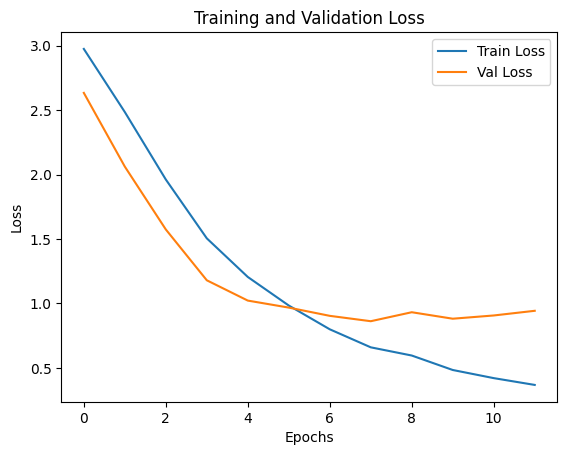 Training and Validation Loss
Train Loss
Val Loss
3.0
2.5
2.0
1.5
1.0
0.5
Loss
0 2 4 6 8 10
Epochs